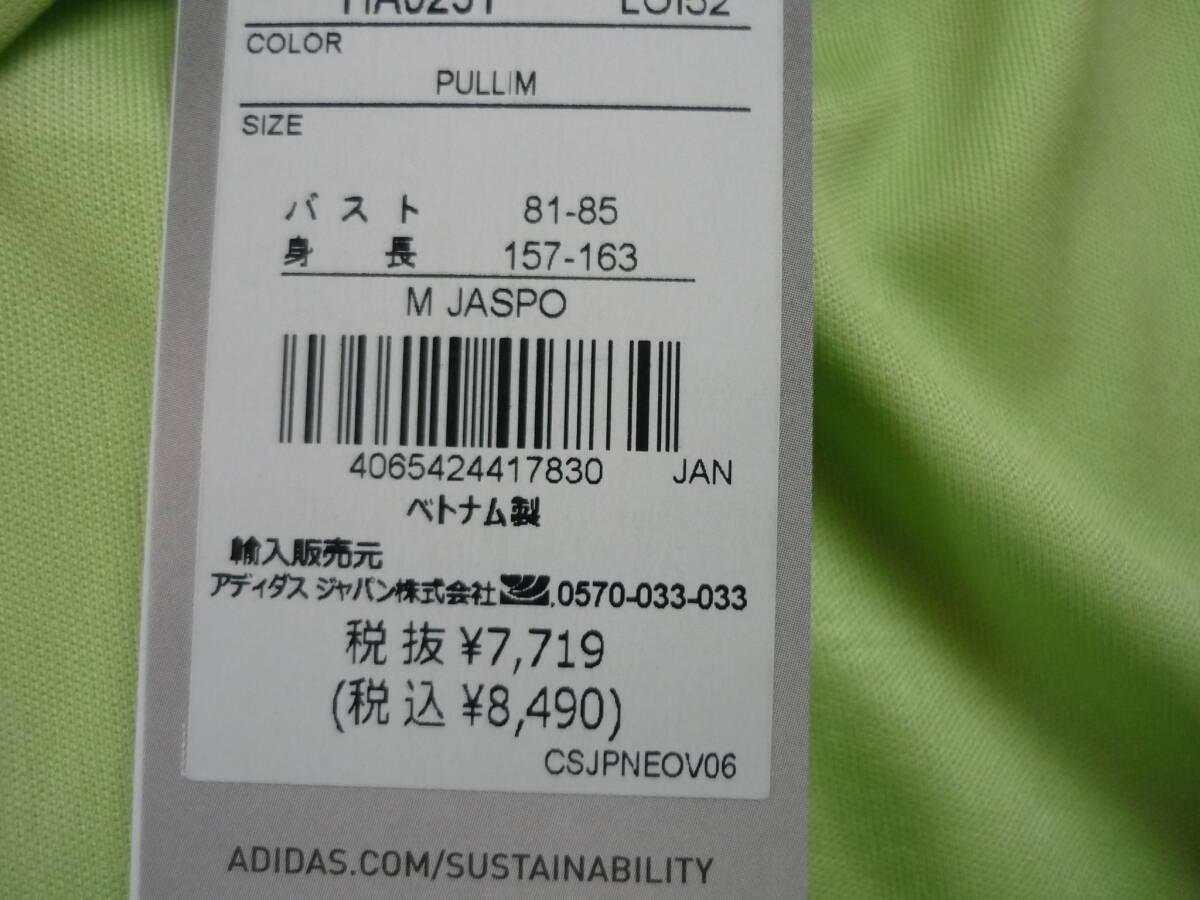 COLOR
PULLIM
SIZE
バスト 81-85
身長 157-163
M JASPO
4065424417830 JAN
ベトナム製
輸入販売元
アディダス ジャパン株式会社 0570-033-033
税抜 ¥7,719
(税込 ¥8,490)
CSJPNEOV06
ADIDAS.COM/SUSTAINABILITY